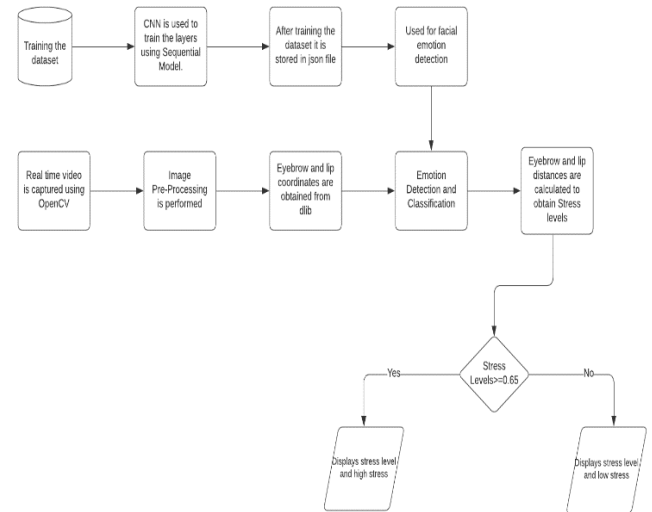 Training the
dataset
CNN is used to
train the layers
using Sequential
Model.
After training the
dataset it is
stored in json file
Used for facial
emotion
detection
Real time video
is captured using
OpenCV
Image
Pre-Processing
is performed
Eyebrow and lip
coordinates are
obtained from
dlib
Emotion
Detection and
Classification
Eyebrow and lip
distances are
calculated to
obtain Stress
levels
Stress
Levels>=0.65
Yes
No
Displays stress level
and high stress
Displays stress level
and low stress